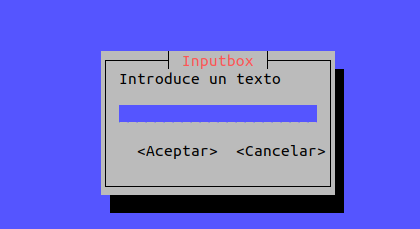 Inputbox
Introduce un texto
<Aceptar> <Cancelar>